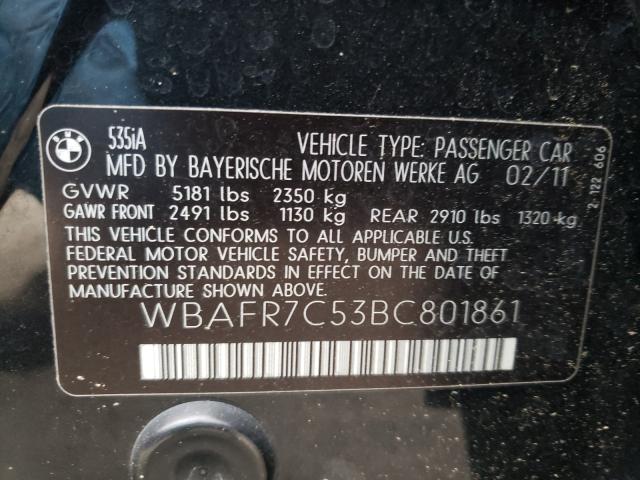 BMW
535iA
VEHICLE TYPE: PASSENGER CAR
MFD BY BAYERISCHE MOTOREN WERKE AG 02/11
GVWR 5181 lbs 2350 kg
GAWR FRONT 2491 lbs 1130 kg REAR 2910 lbs 1320 kg
THIS VEHICLE CONFORMS TO ALL APPLICABLE U.S.
FEDERAL MOTOR VEHICLE SAFETY, BUMPER AND THEFT
PREVENTION STANDARDS IN EFFECT ON THE DATE OF
MANUFACTURE SHOWN ABOVE.
WBAFR7C53BC801861
2 122 606